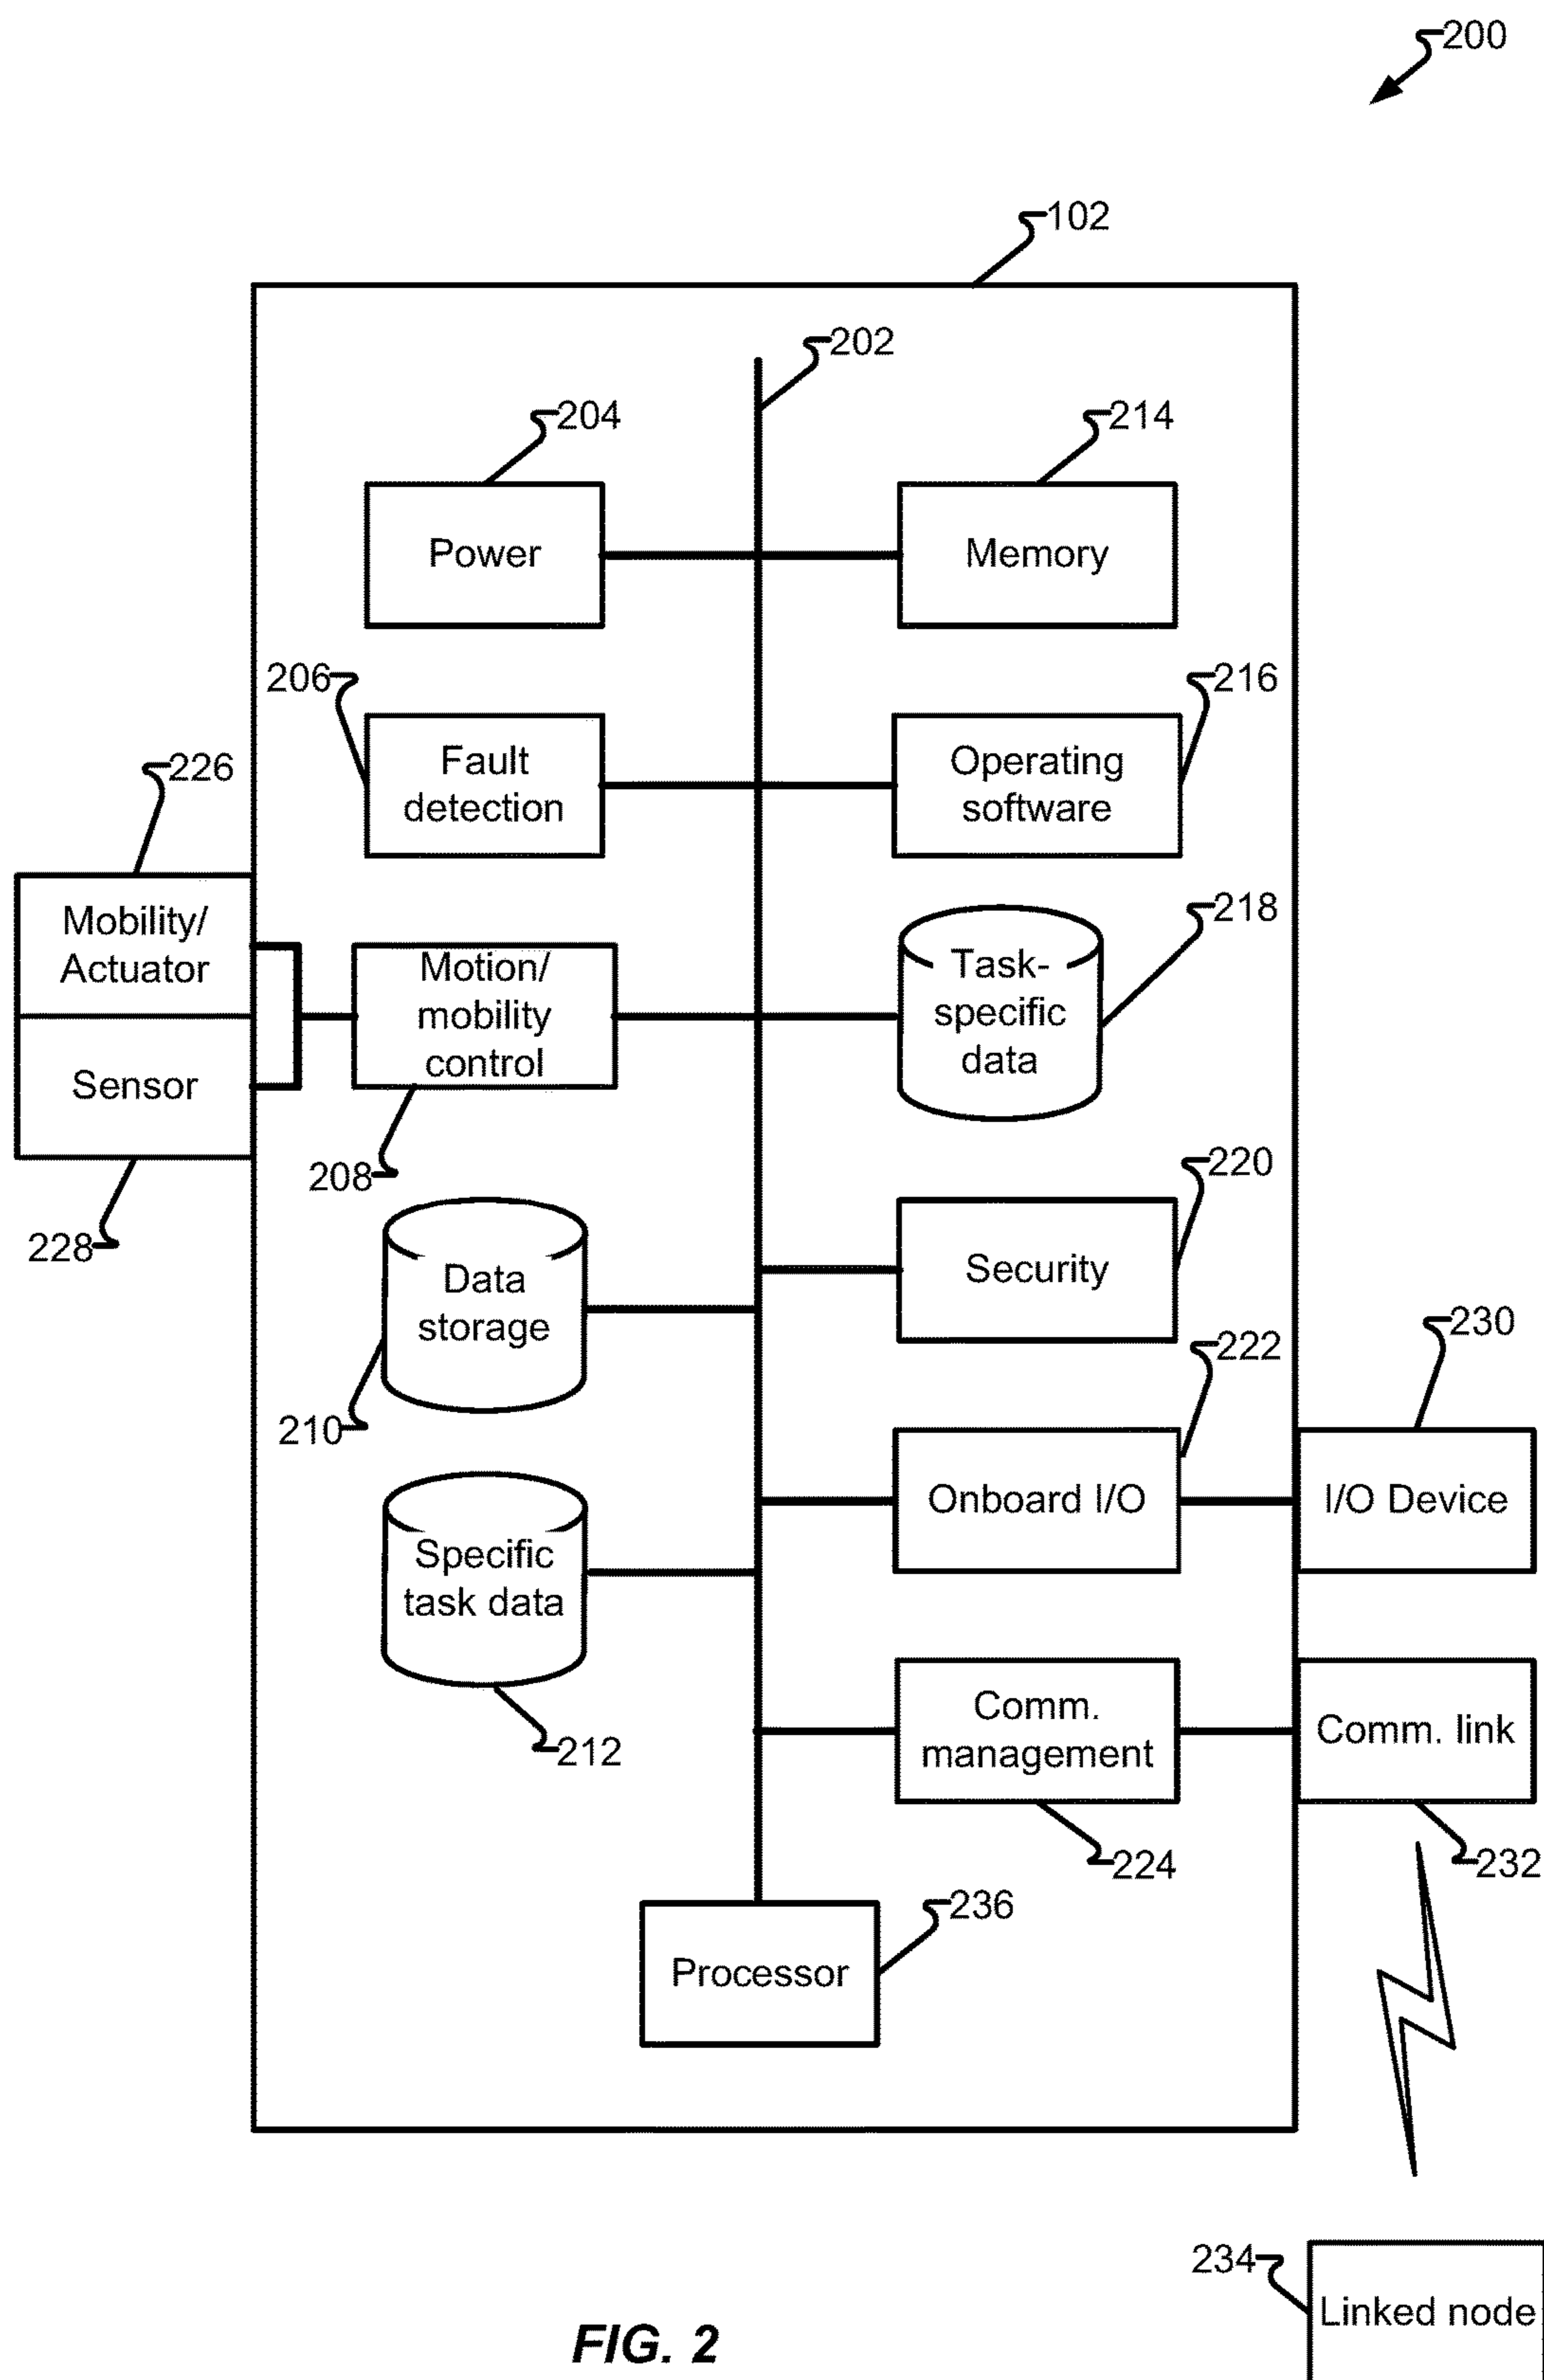 200
102
202
204
214
Power
Memory
206
216
Fault
detection
Operating
software
226
Mobility/
Actuator
Motion/
mobility
control
218
Task-
specific
data
Sensor
208
228
220
Security
Data
storage
210
222
230
Onboard I/O
I/O Device
Specific
task data
212
Comm.
management
Comm. link
224
232
236
Processor
234
Linked node
FIG. 2